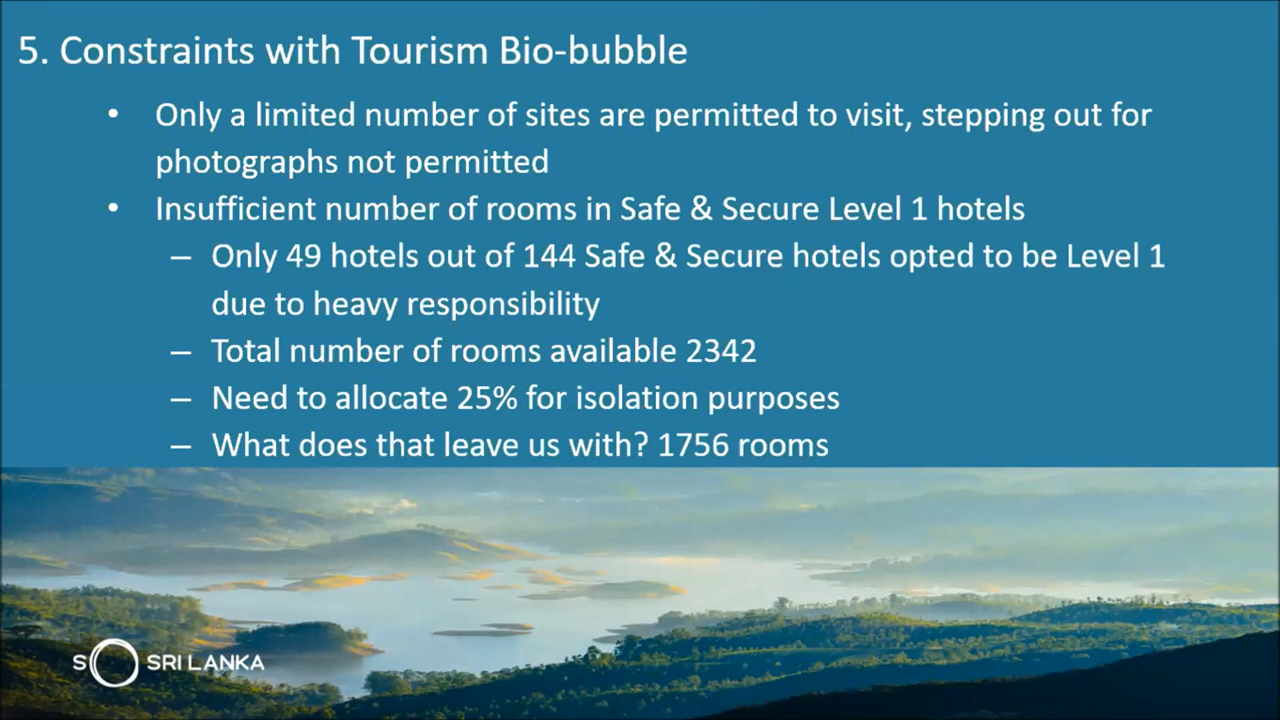 5. Constraints with Tourism Bio-bubble
• Only a limited number of sites are permitted to visit, stepping out for
photographs not permitted
• Insufficient number of rooms in Safe & Secure Level 1 hotels
– Only 49 hotels out of 144 Safe & Secure hotels opted to be Level 1
due to heavy responsibility
– Total number of rooms available 2342
– Need to allocate 25% for isolation purposes
– What does that leave us with? 1756 rooms
SO SRI LANKA